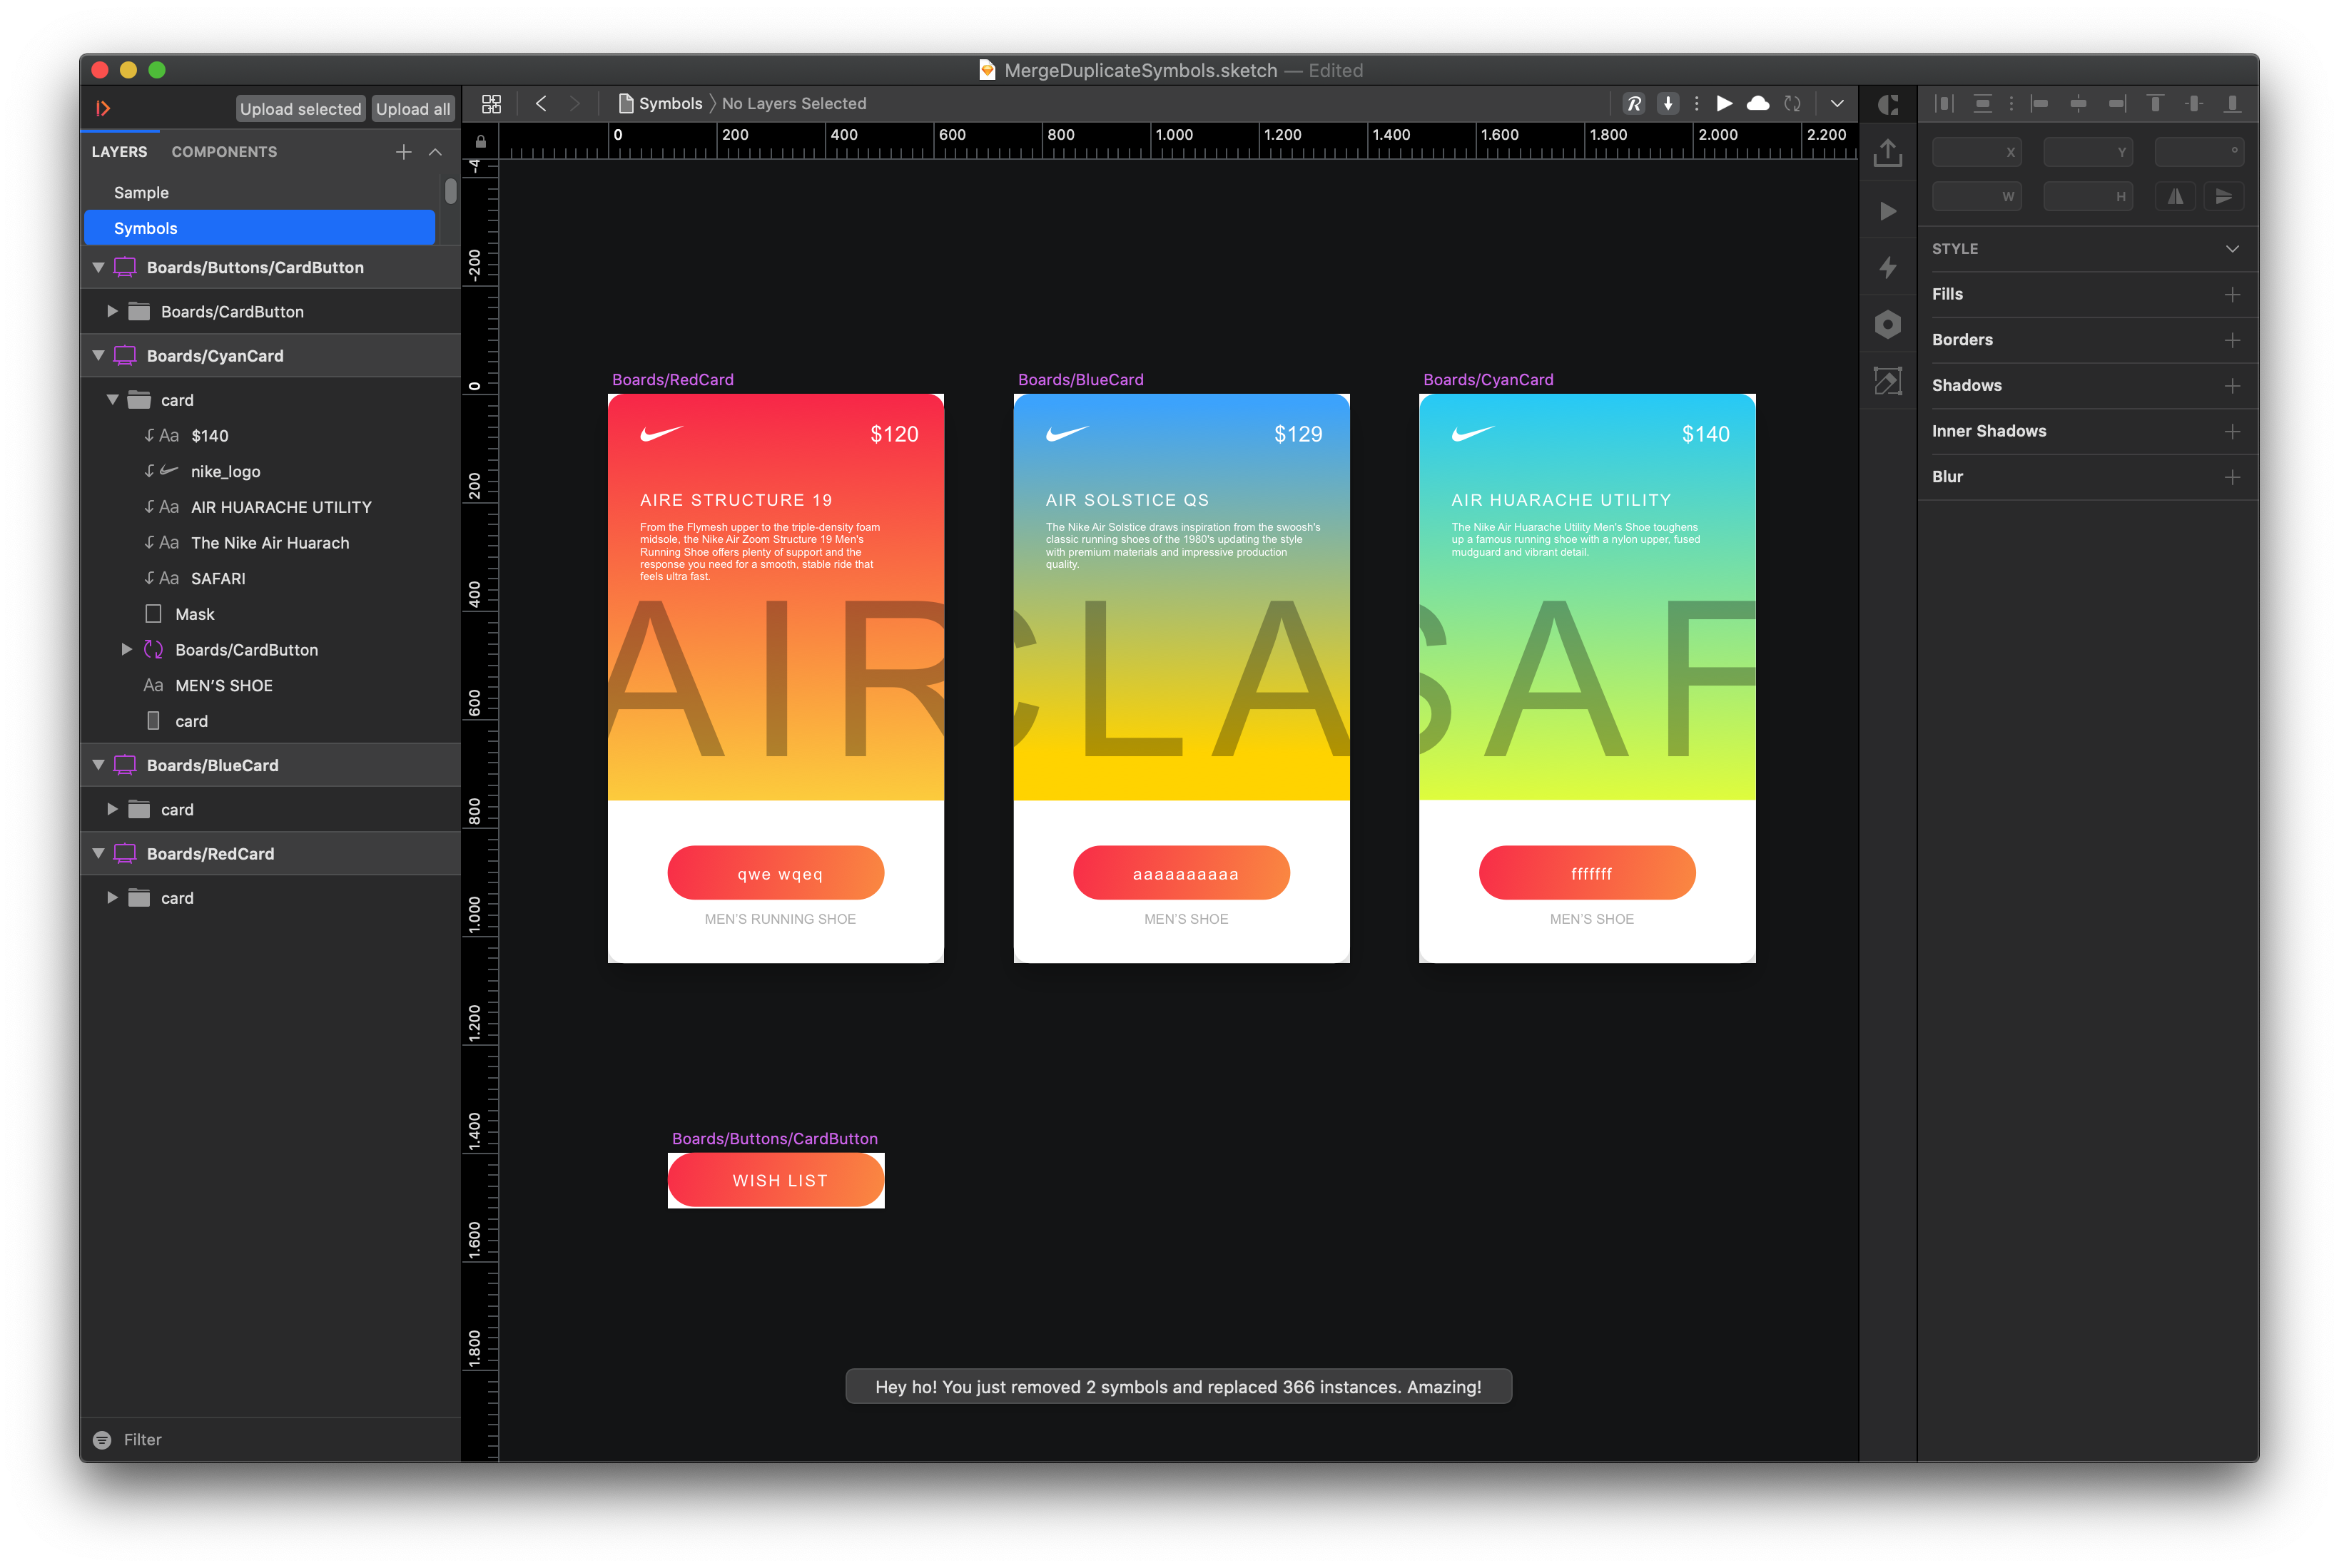 MergeDuplicateSymbols.sketch — Edited
Upload selected
Upload all
Symbols
No Layers Selected
LAYERS
COMPONENTS
Sample
Symbols
Boards/Buttons/CardButton
Boards/CardButton
Boards/CyanCard
card
Aa $140
nike_logo
Aa AIR HUARACHE UTILITY
Aa The Nike Air Huarach
Aa SAFARI
Mask
Boards/CardButton
Aa MEN’S SHOE
card
Boards/BlueCard
card
Boards/RedCard
card
Filter
0 200 400 600 800 1.000 1.200 1.400 1.600 1.800 2.000 2.200
-4
-200
0
200
400
600
800
1.000
1.200
1.400
1.600
1.800
Boards/RedCard
$120
AIRE STRUCTURE 19
From the Flymesh upper to the triple-density foam
midsole, the Nike Air Zoom Structure 19 Men's
Running Shoe offers plenty of support and the
response you need for a smooth, stable ride that
feels ultra fast.
AIR
qwe wqeq
MEN’S RUNNING SHOE
Boards/BlueCard
$129
AIR SOLSTICE QS
The Nike Air Solstice draws inspiration from the swoosh's
classic running shoes of the 1980's updating the style
with premium materials and impressive production
quality.
CLA
aaaaaaaaaa
MEN’S SHOE
Boards/CyanCard
$140
AIR HUARACHE UTILITY
The Nike Air Huarache Utility Men's Shoe toughens
up a famous running shoe with a nylon upper, fused
mudguard and vibrant detail.
SAF
fffffff
MEN’S SHOE
Boards/Buttons/CardButton
WISH LIST
Hey ho! You just removed 2 symbols and replaced 366 instances. Amazing!
X
Y
°
W
H
STYLE
Fills
Borders
Shadows
Inner Shadows
Blur